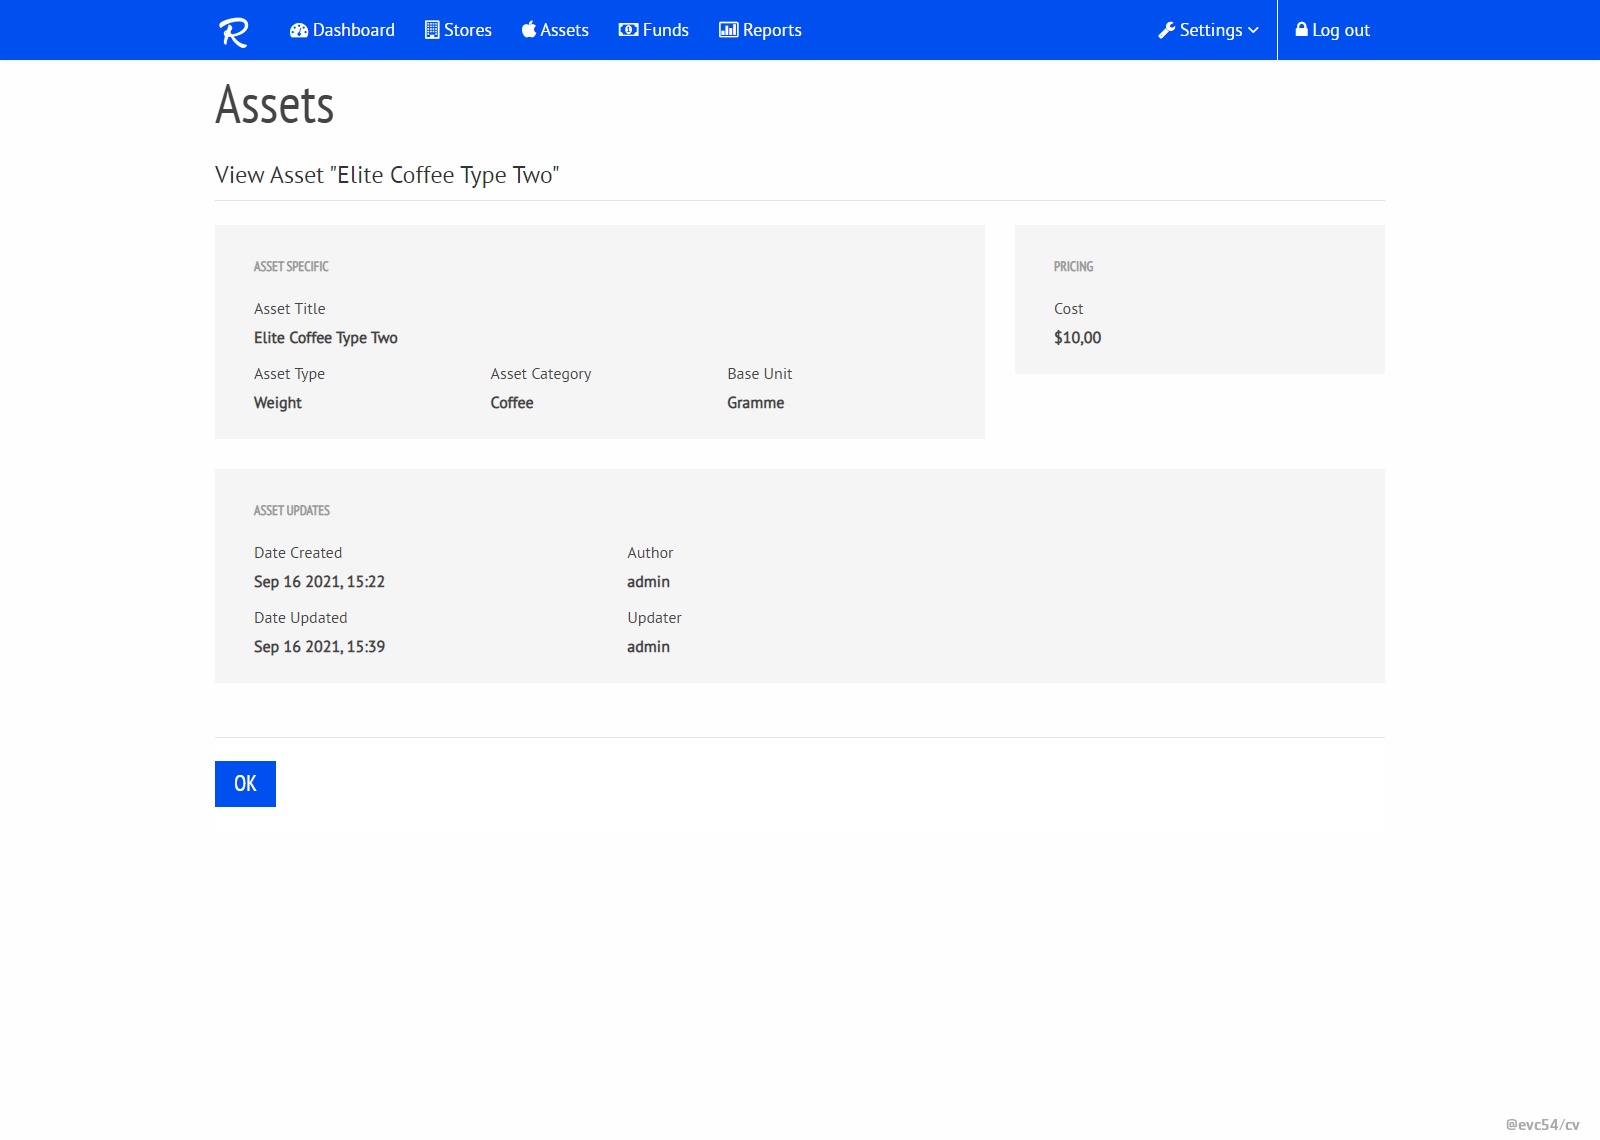 R Dashboard Stores Assets Funds Reports Settings Log out
Assets
View Asset "Elite Coffee Type Two"
ASSET SPECIFIC
Asset Title
Elite Coffee Type Two
Asset Type Asset Category Base Unit
Weight Coffee Gramme
PRICING
Cost
$10,00
ASSET UPDATES
Date Created Author
Sep 16 2021, 15:22 admin
Date Updated Updater
Sep 16 2021, 15:39 admin
OK
@evc54/cv